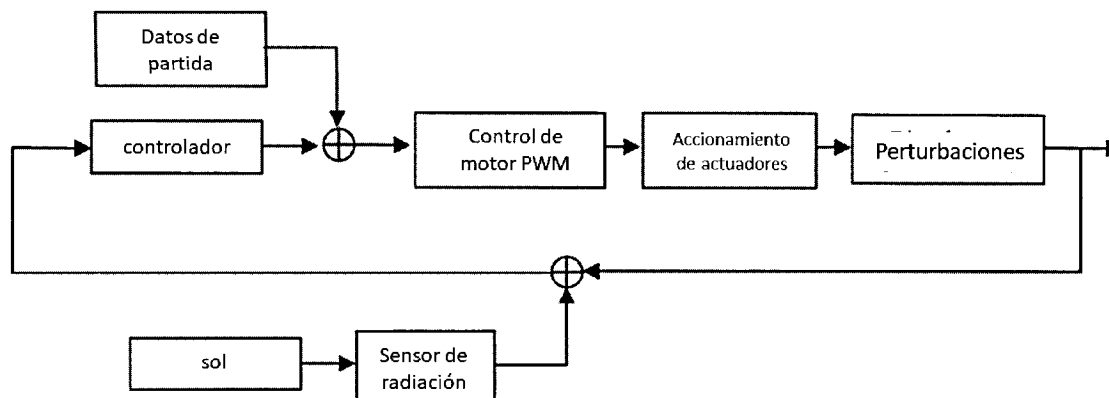 Datos de
partida
controlador
Control de
motor PWM
Accionamiento
de actuadores
Perturbaciones
sol
Sensor de
radiación